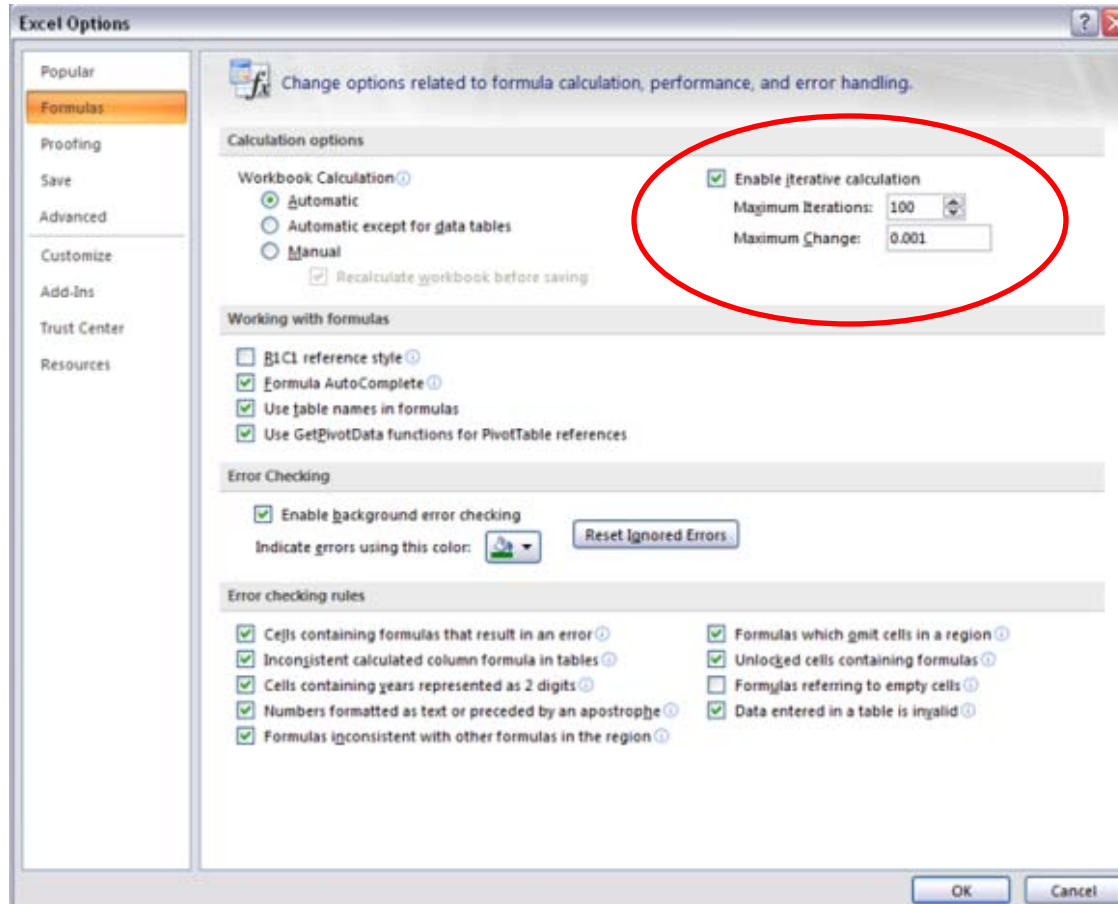 Excel Options
Popular
Formulas
Proofing
Save
Advanced
Customize
Add-Ins
Trust Center
Resources
Change options related to formula calculation, performance, and error handling.
Calculation options
Workbook Calculation
Automatic
Automatic except for data tables
Manual
Recalculate workbook before saving
Enable iterative calculation
Maximum Iterations: 100
Maximum Change: 0.001
Working with formulas
R1C1 reference style
Formula AutoComplete
Use table names in formulas
Use GetPivotData functions for PivotTable references
Error Checking
Enable background error checking
Indicate errors using this color:
Reset Ignored Errors
Error checking rules
Cells containing formulas that result in an error
Inconsistent calculated column formula in tables
Cells containing years represented as 2 digits
Numbers formatted as text or preceded by an apostrophe
Formulas inconsistent with other formulas in the region
Formulas which omit cells in a region
Unlocked cells containing formulas
Formulas referring to empty cells
Data entered in a table is invalid
OK
Cancel